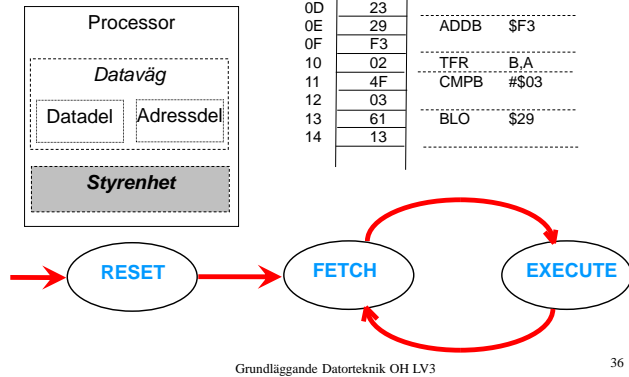 Processor
Dataväg
Datadel Adressdel
Styrenhet
0D 23
0E 29 ADDB $F3
0F F3
10 02 TFR B,A
11 4F CMPB #$03
12 03
13 61 BLO $29
14 13
RESET FETCH EXECUTE
Grundläggande Datorteknik OH LV3 36